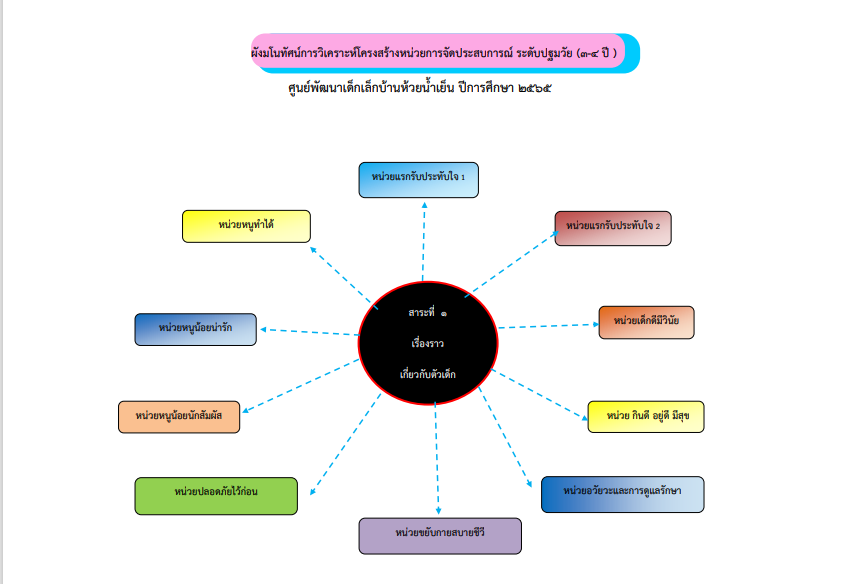 ผังมโนทัศน์การวิเคราะห์โครงสร้างหน่วยการจัดประสบการณ์ ระดับปฐมวัย (๓-๔ ปี )
ศูนย์พัฒนาเด็กเล็กบ้านห้วยน้ำเย็น ปีการศึกษา ๒๕๖๕
หน่วยแรกรับประทับใจ 1
หน่วยหนูทำได้
หน่วยแรกรับประทับใจ 2
สาระที่ ๑
เรื่องราว
เกี่ยวกับตัวเด็ก
หน่วยหนูน้อยน่ารัก
หน่วยเด็กดีมีวินัย
หน่วยหนูน้อยนักสัมผัส
หน่วย กินดี อยู่ดี มีสุข
หน่วยปลอดภัยไว้ก่อน
หน่วยอวัยวะและการดูแลรักษา
หน่วยขยับกายสบายชีวี